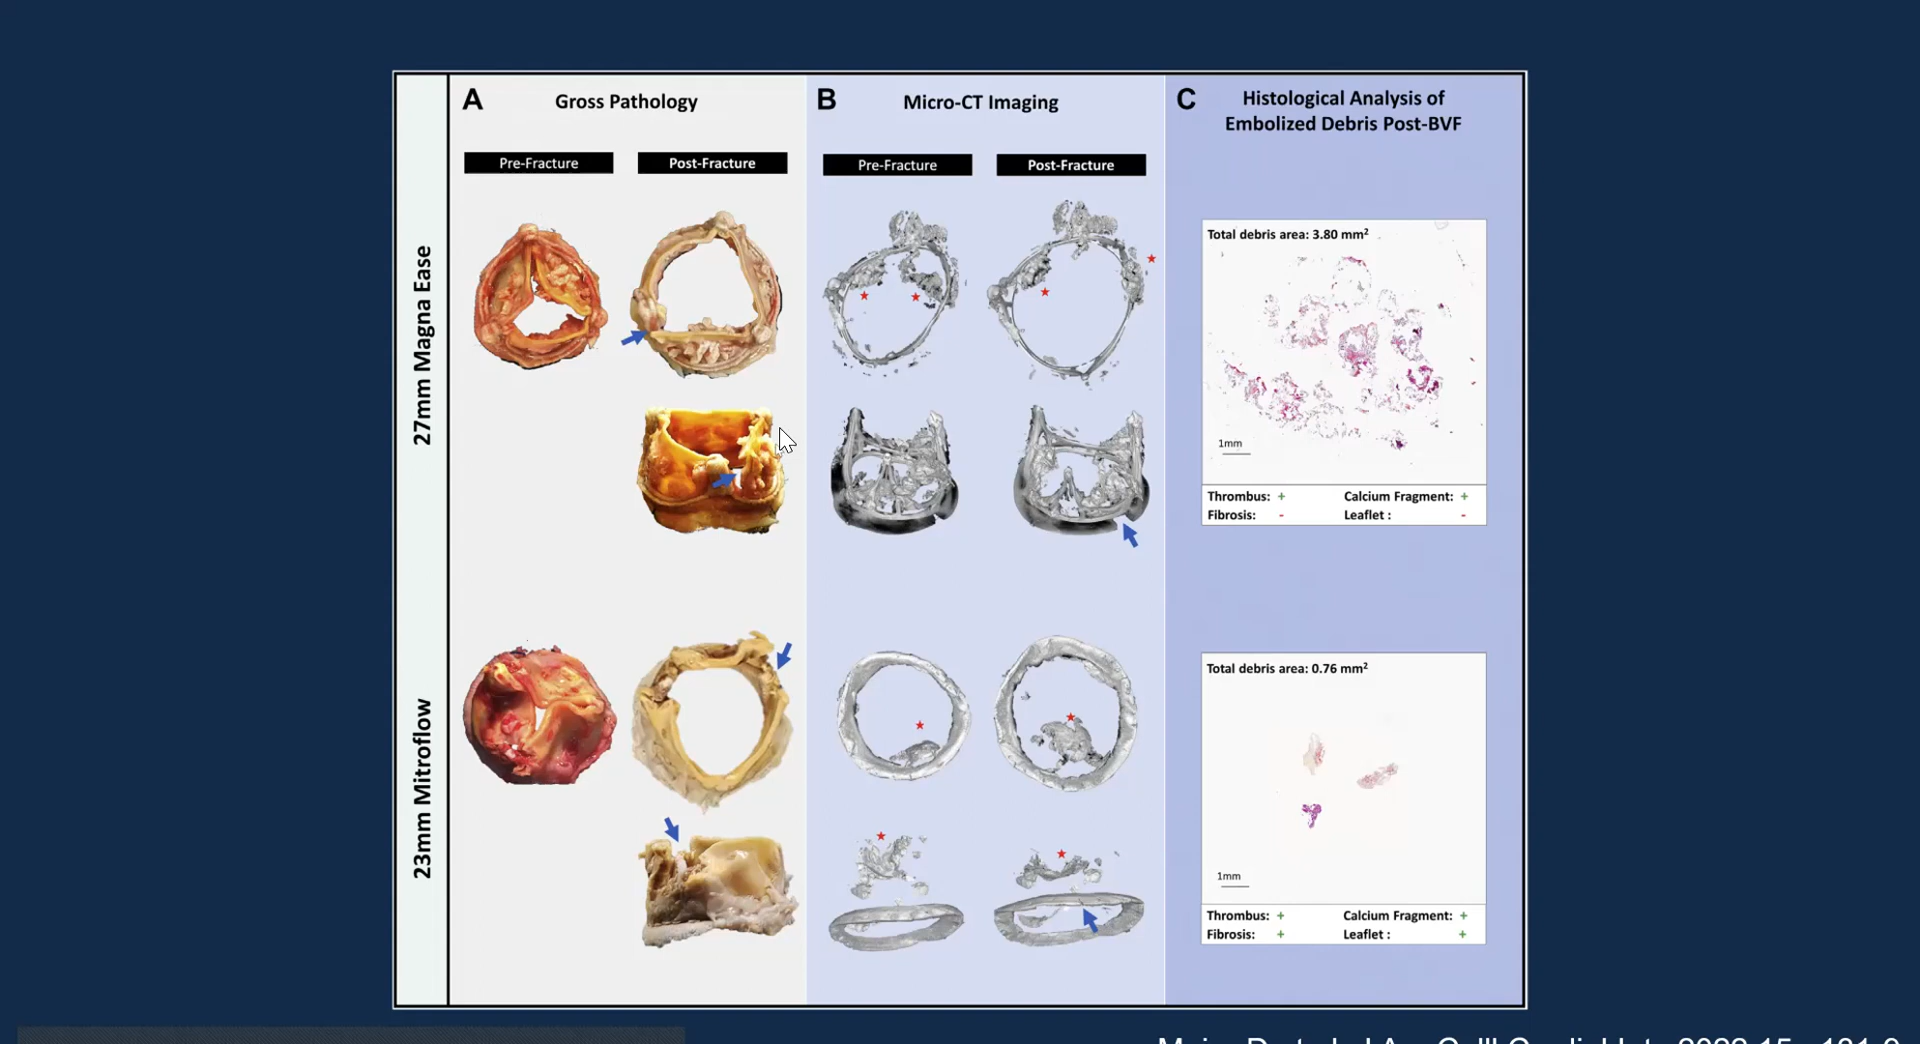 A
Gross Pathology
B
Micro-CT Imaging
C
Histological Analysis of
Embolized Debris Post-BVF
Pre-Fracture
Post-Fracture
Pre-Fracture
Post-Fracture
27mm Magna Ease
Total debris area: 3.80 mm²
1mm
Thrombus: + Calcium Fragment: +
Fibrosis: - Leaflet : -
23mm Mitroflow
Total debris area: 0.76 mm²
1mm
Thrombus: + Calcium Fragment: +
Fibrosis: + Leaflet : +